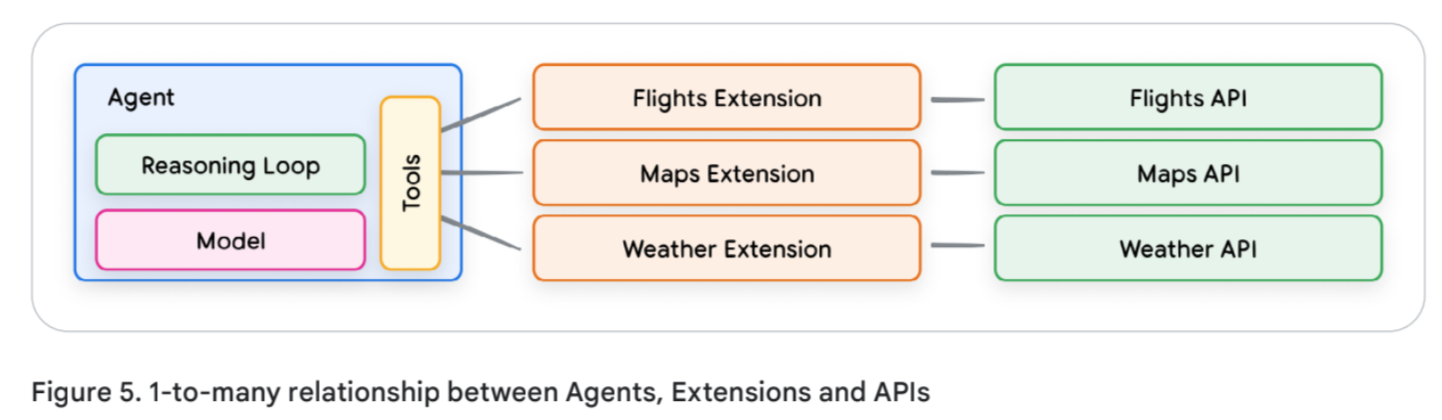 Agent
Reasoning Loop
Model
Tools
Flights Extension
Maps Extension
Weather Extension
Flights API
Maps API
Weather API
Figure 5. 1-to-many relationship between Agents, Extensions and APIs